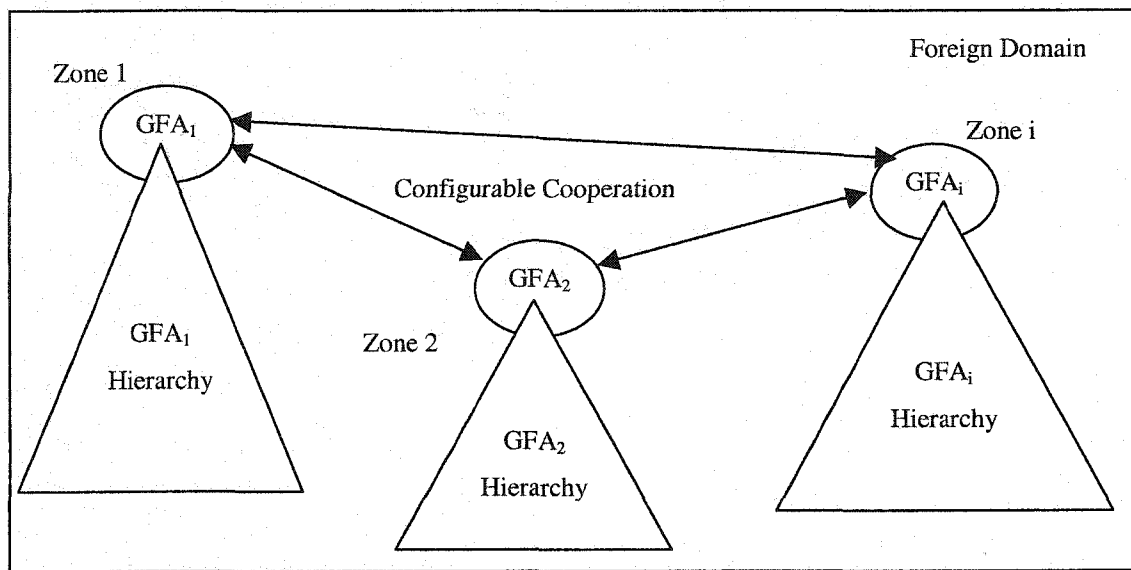 Foreign Domain
Zone 1
GFA₁
Zone i
GFAᵢ
Configurable Cooperation
GFA₂
Zone 2
GFA₁
Hierarchy
GFAᵢ
Hierarchy
GFA₂
Hierarchy